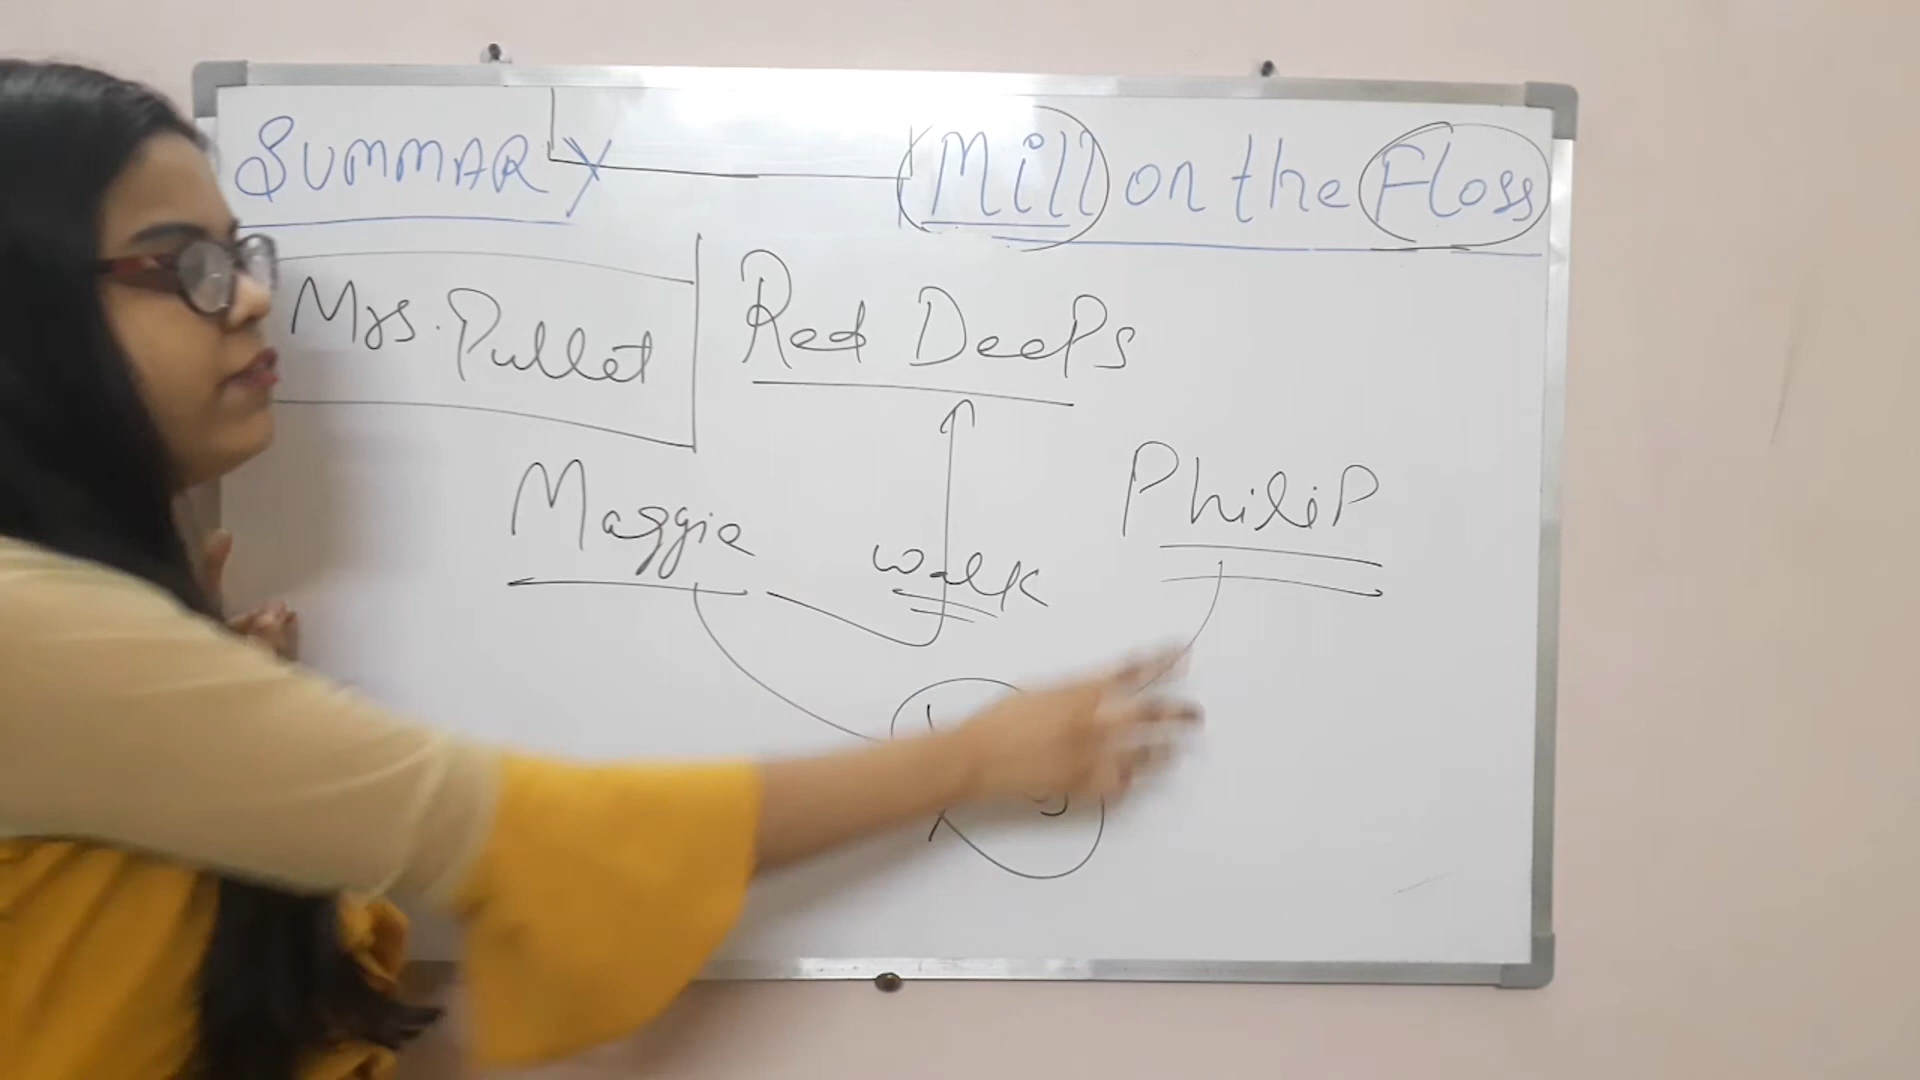 SUMMARY
Mill on the Floss
Mrs. Pullet
Red Deeps
Maggie
walk
Philip